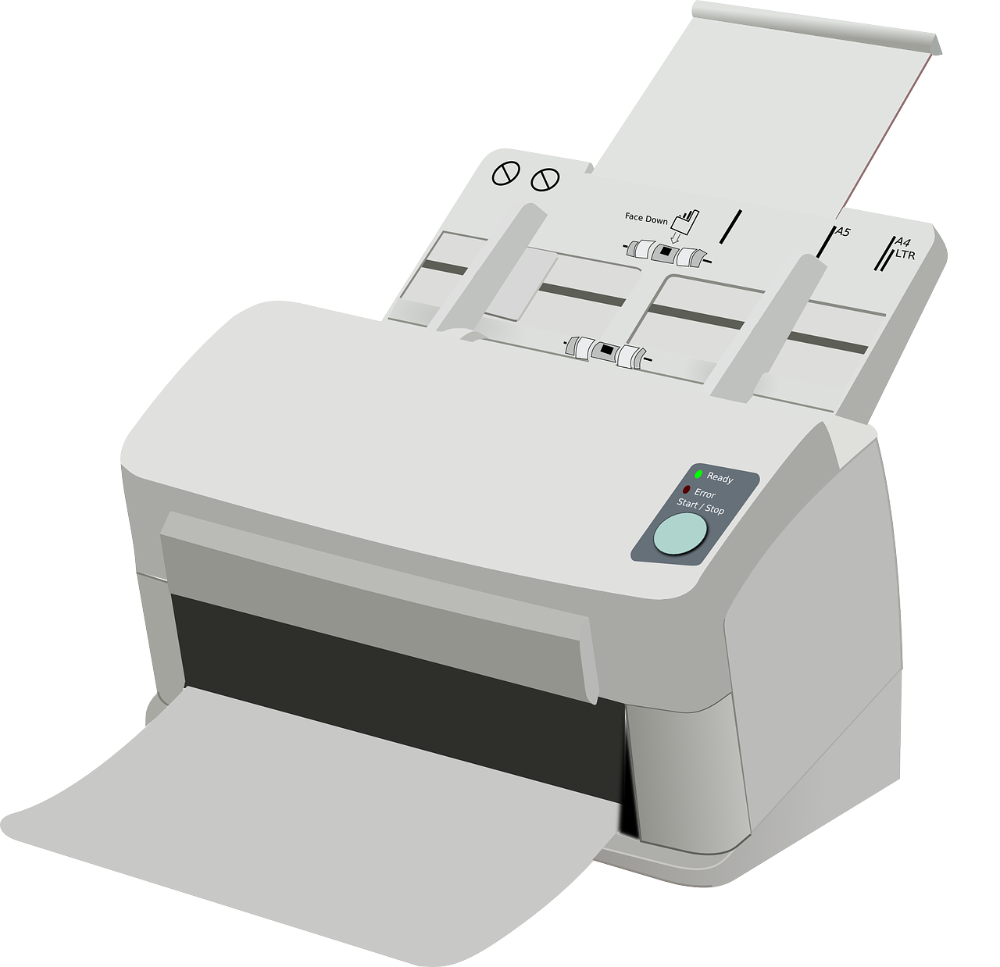 Face Down
A5
A4
LTR
Ready
Error
Start / Stop